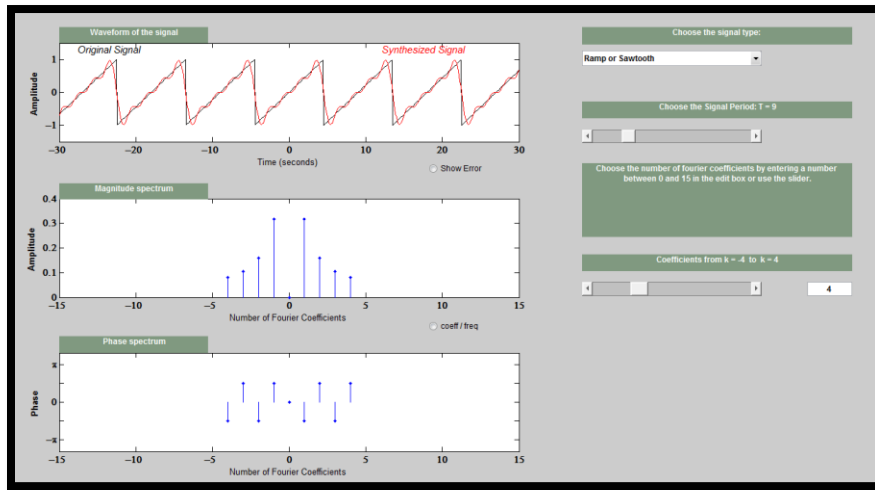 Waveform of the signal
Original Signal
Synthesized Signal
Amplitude
1
0
−1
−30
−20
−10
0
10
20
30
Time (seconds)
Show Error
Magnitude spectrum
Amplitude
0.4
0.3
0.2
0.1
0
−15
−10
−5
0
5
10
15
Number of Fourier Coefficients
coeff / freq
Phase spectrum
Phase
π
0
−π
−15
−10
−5
0
5
10
15
Number of Fourier Coefficients
Choose the signal type:
Ramp or Sawtooth
Choose the Signal Period: T = 9
Choose the number of fourier coefficients by entering a number
between 0 and 15 in the edit box or use the slider.
Coefficients from k = -4 to k = 4
4